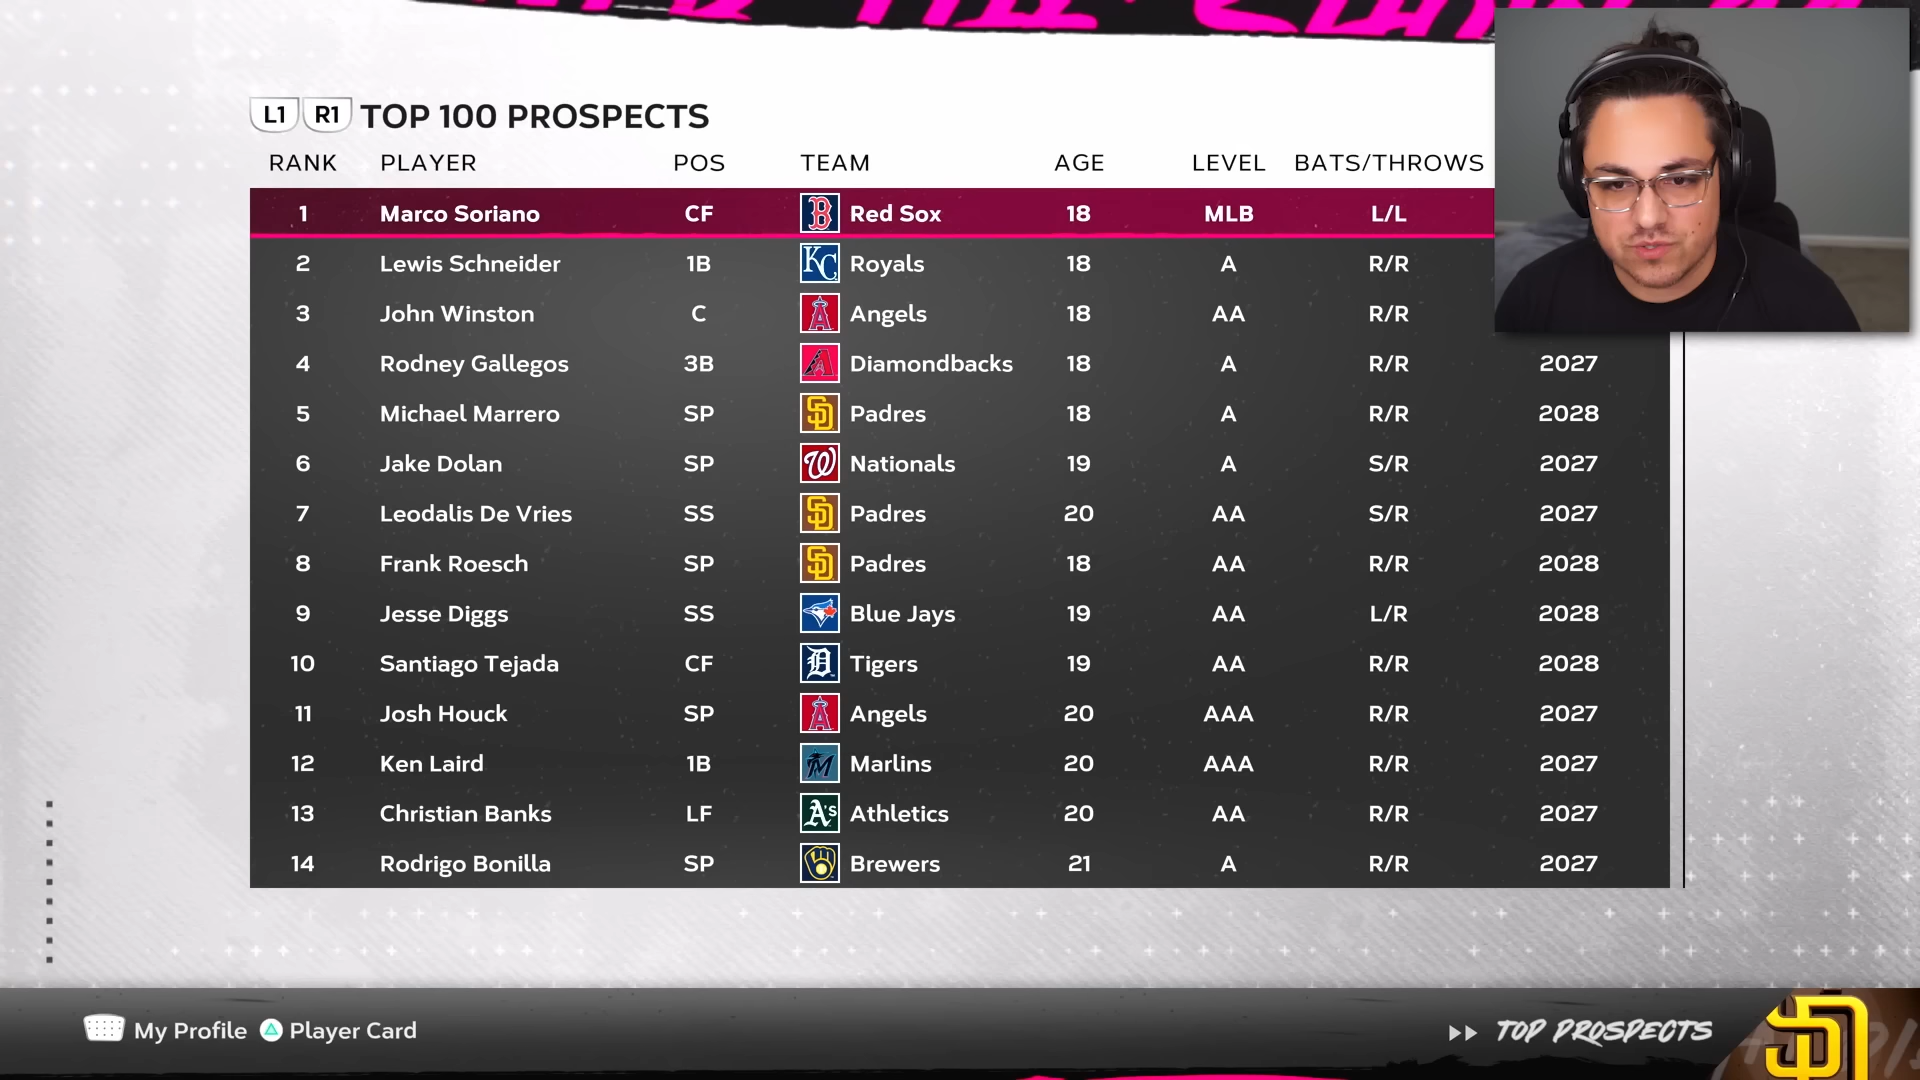 L1 R1 TOP 100 PROSPECTS
RANK PLAYER POS TEAM AGE LEVEL BATS/THROWS
1 Marco Soriano CF B Red Sox 18 MLB L/L
2 Lewis Schneider 1B KC Royals 18 A R/R
3 John Winston C A Angels 18 AA R/R
4 Rodney Gallegos 3B A Diamondbacks 18 A R/R 2027
5 Michael Marrero SP SD Padres 18 A R/R 2028
6 Jake Dolan SP W Nationals 19 A S/R 2027
7 Leodalis De Vries SS SD Padres 20 AA S/R 2027
8 Frank Roesch SP SD Padres 18 AA R/R 2028
9 Jesse Diggs SS Blue Jays 19 AA L/R 2028
10 Santiago Tejada CF D Tigers 19 AA R/R 2028
11 Josh Houck SP A Angels 20 AAA R/R 2027
12 Ken Laird 1B M Marlins 20 AAA R/R 2027
13 Christian Banks LF A's Athletics 20 AA R/R 2027
14 Rodrigo Bonilla SP Brewers 21 A R/R 2027
My Profile Player Card TOP PROSPECTS SD